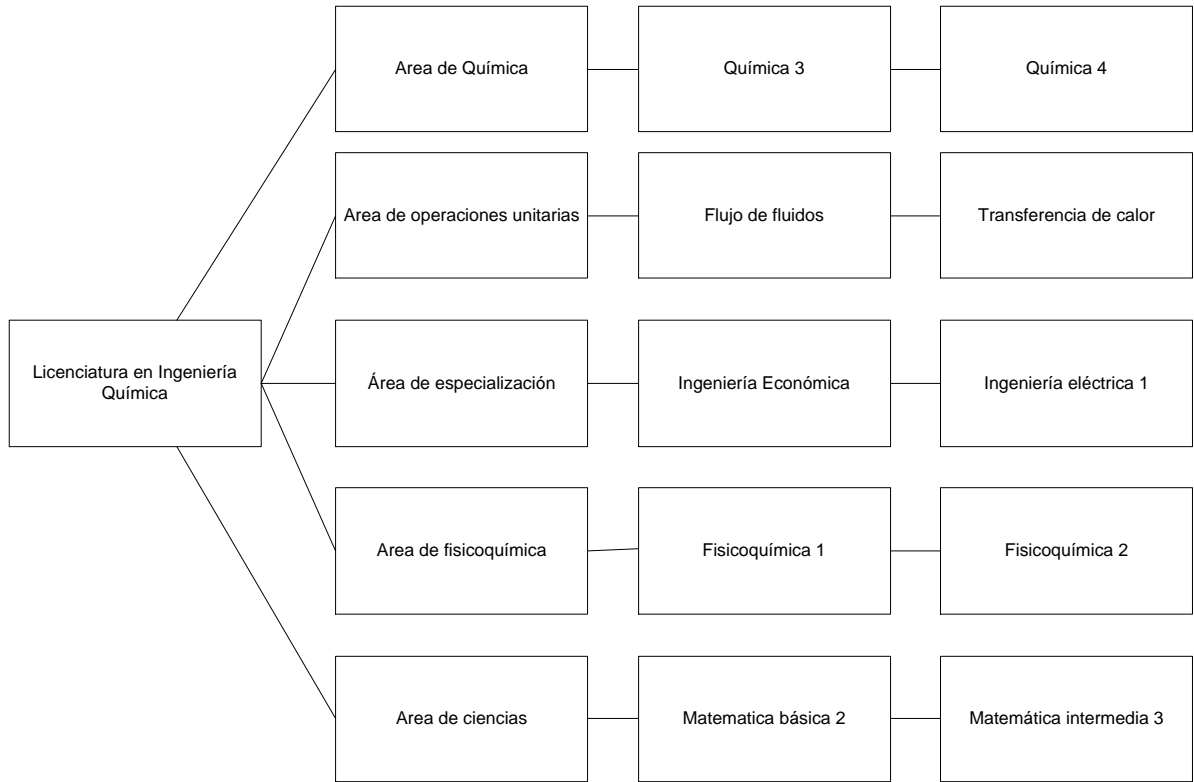 Area de Química
Química 3
Química 4
Area de operaciones unitarias
Flujo de fluidos
Transferencia de calor
Licenciatura en Ingeniería
Química
Área de especialización
Ingeniería Económica
Ingeniería eléctrica 1
Area de fisicoquímica
Fisicoquímica 1
Fisicoquímica 2
Area de ciencias
Matematica básica 2
Matemática intermedia 3